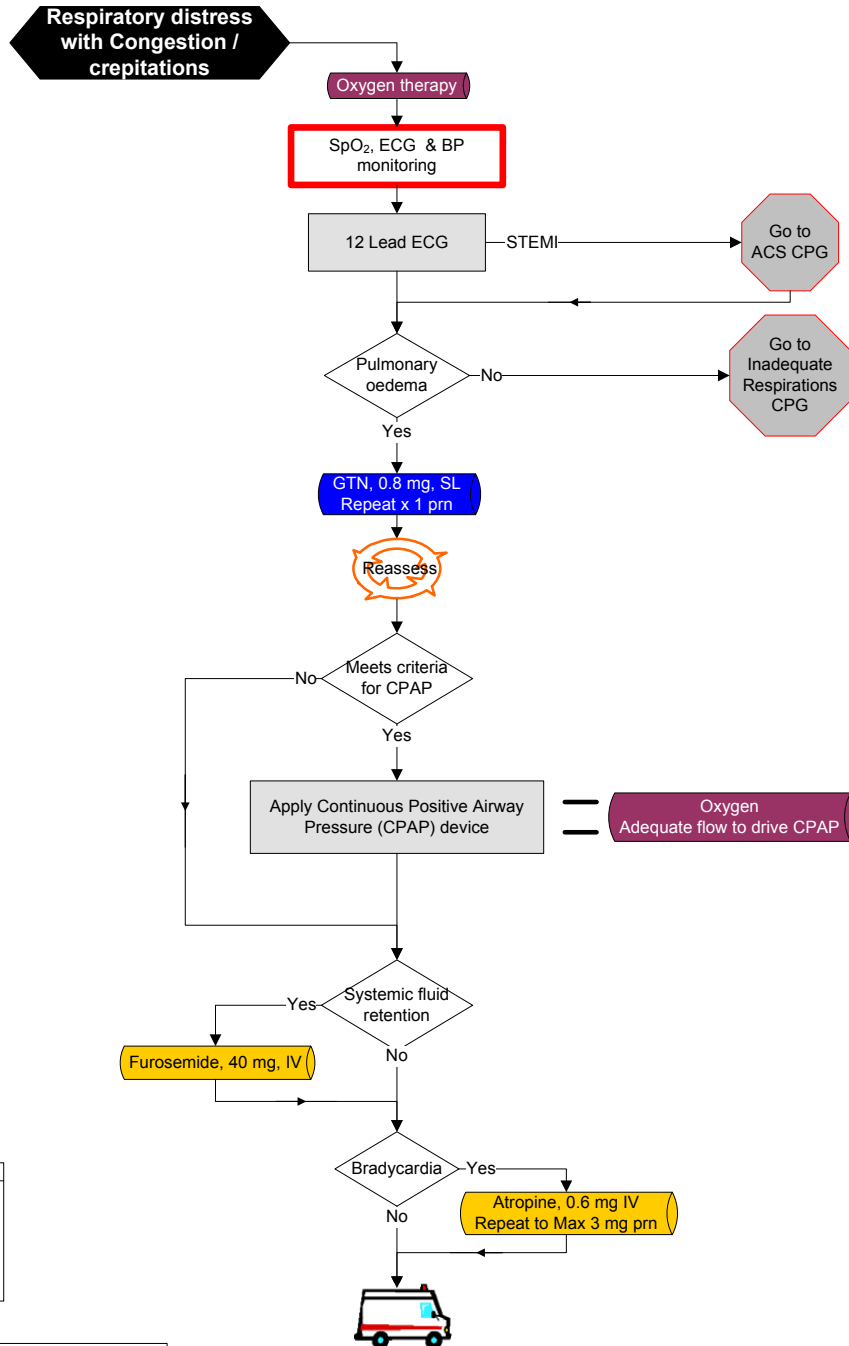 Respiratory distress
with Congestion /
crepitations
Oxygen therapy
SpO₂, ECG & BP
monitoring
12 Lead ECG
STEMI
Go to
ACS CPG
Pulmonary
oedema
No
Go to
Inadequate
Respirations
CPG
Yes
GTN, 0.8 mg, SL
Repeat x 1 prn
Reassess
Meets criteria
for CPAP
No
Yes
Apply Continuous Positive Airway
Pressure (CPAP) device
Oxygen
Adequate flow to drive CPAP
Systemic fluid
retention
Yes
Furosemide, 40 mg, IV
No
Bradycardia
Yes
Atropine, 0.6 mg IV
Repeat to Max 3 mg prn
No